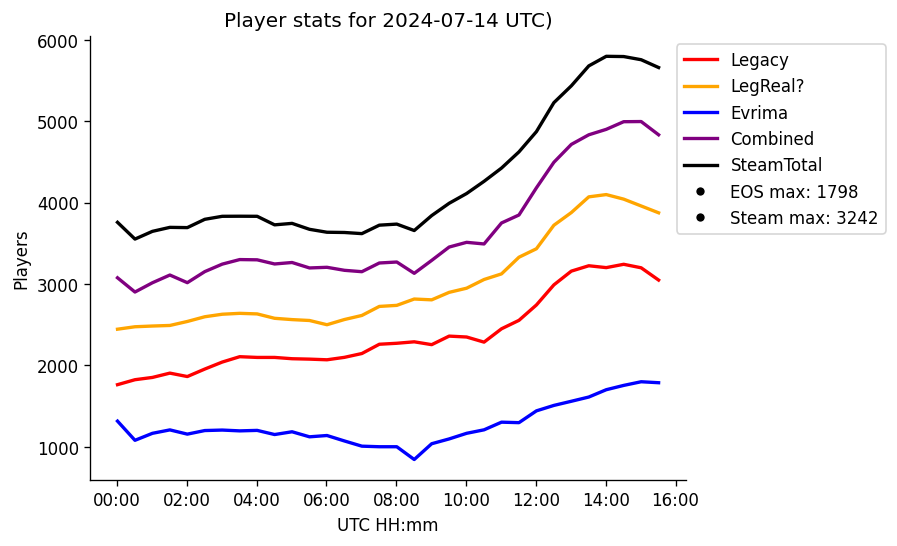 Player stats for 2024-07-14 UTC)
6000
5000
4000
3000
2000
1000
Players
00:00 02:00 04:00 06:00 08:00 10:00 12:00 14:00 16:00
UTC HH:mm
Legacy
LegReal?
Evrima
Combined
SteamTotal
EOS max: 1798
Steam max: 3242